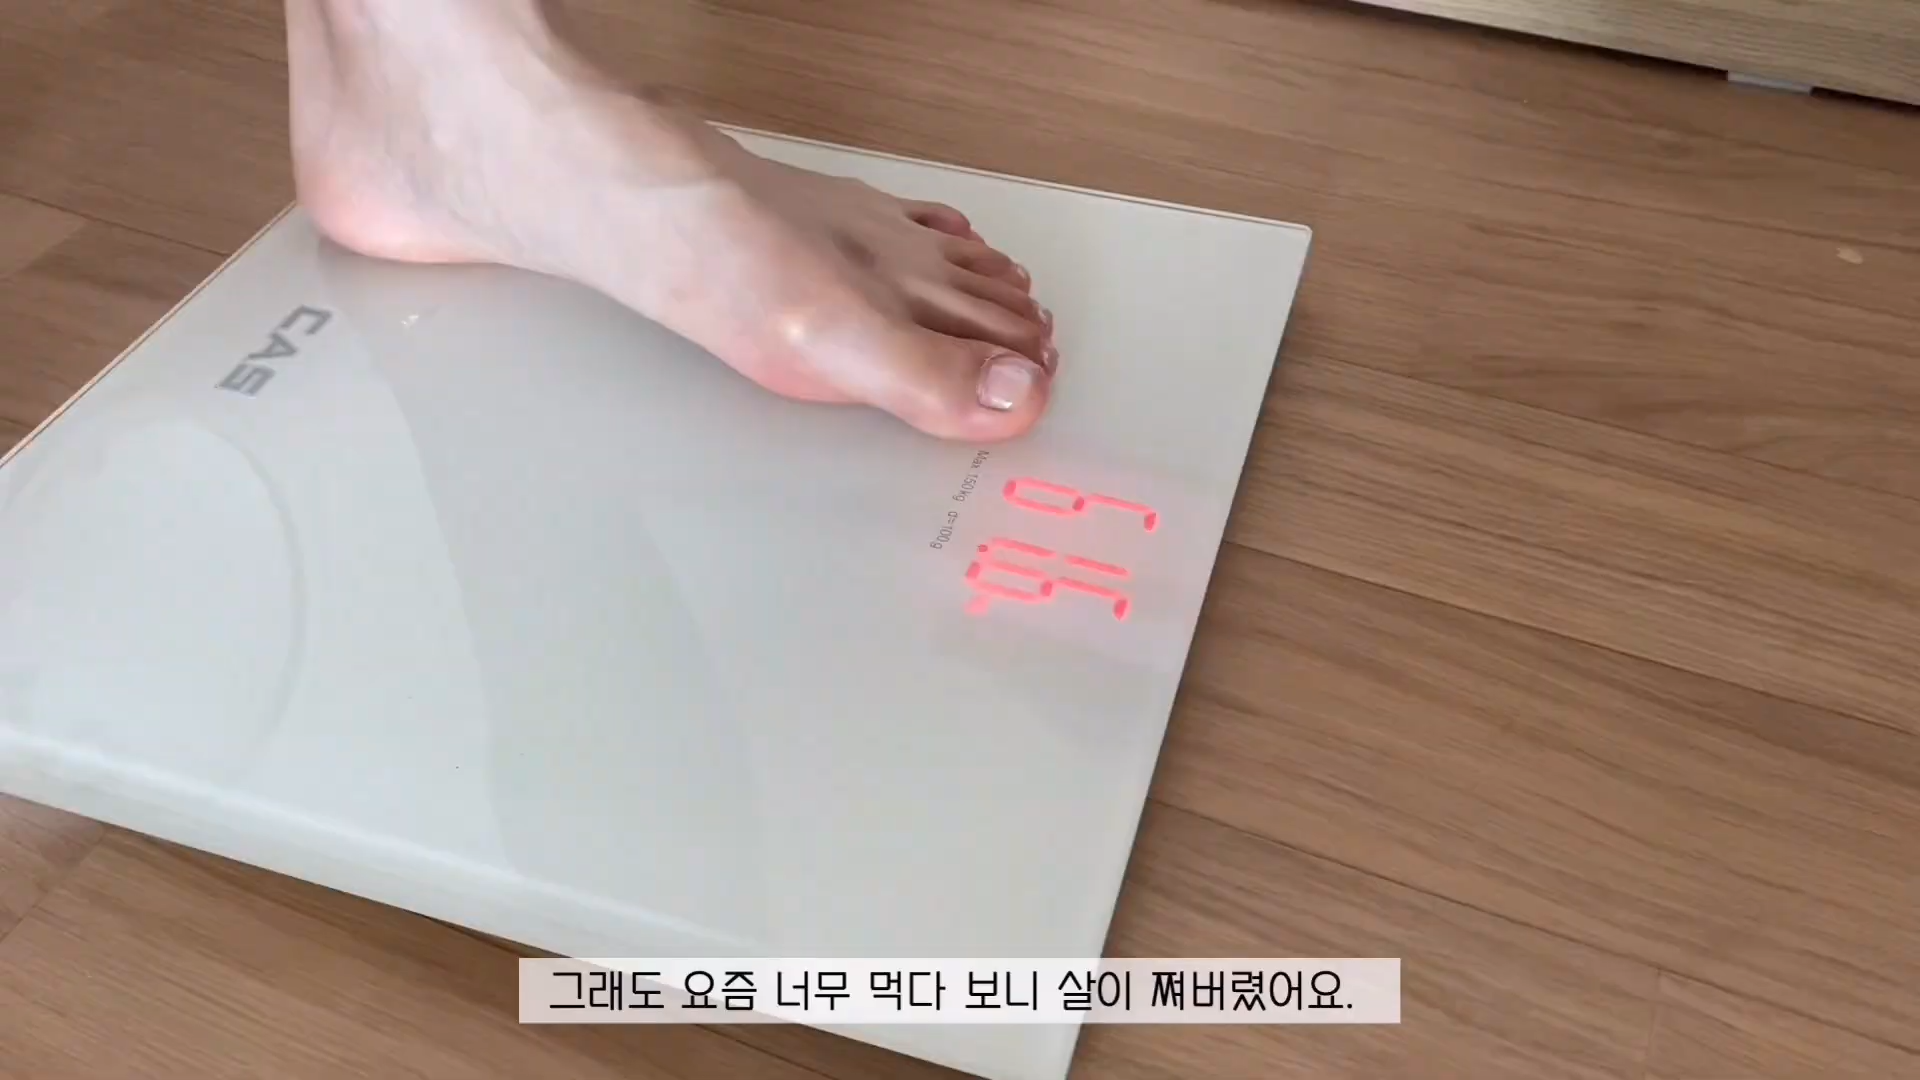 CAS
Max 150kg d=100g
그래도 요즘 너무 먹다 보니 살이 쪄버렸어요.